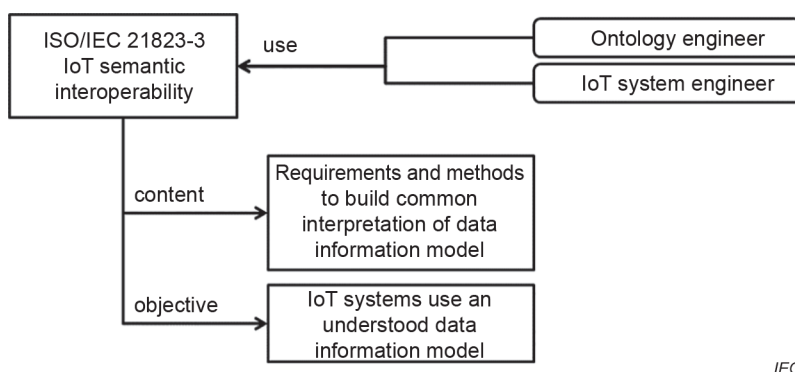 ISO/IEC 21823-3
IoT semantic
interoperability
use
Ontology engineer
IoT system engineer
content
Requirements and methods
to build common
interpretation of data
information model
objective
IoT systems use an
understood data
information model
IEC